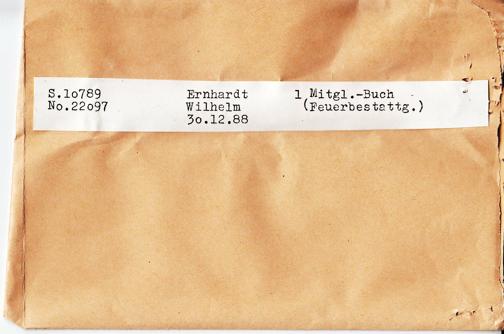 S.1o789 Ernhardt 1 Mitgl.-Buch
No.22o97 Wilhelm (Feuerbestattg.)
3o.12.88